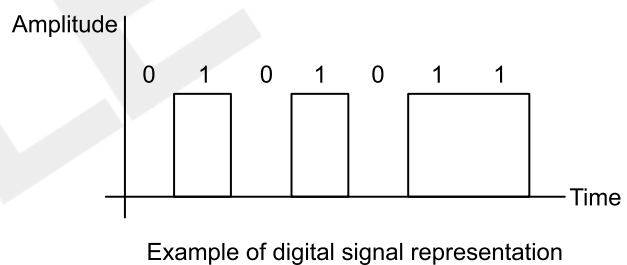 Amplitude
0 1 0 1 0 1 1
Time
Example of digital signal representation